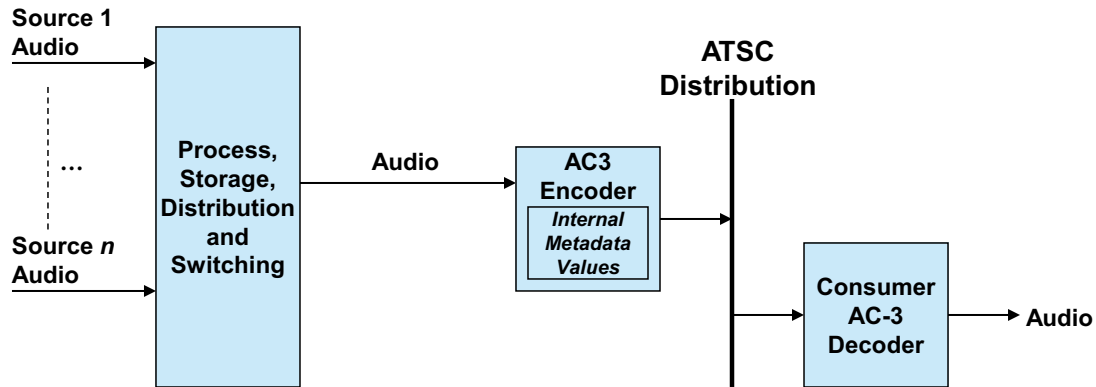 Source 1
Audio
...
Source n
Audio
Process,
Storage,
Distribution
and
Switching
Audio
AC3
Encoder
Internal
Metadada
Values
ATSC
Distribution
Consumer
AC-3
Decoder
Audio